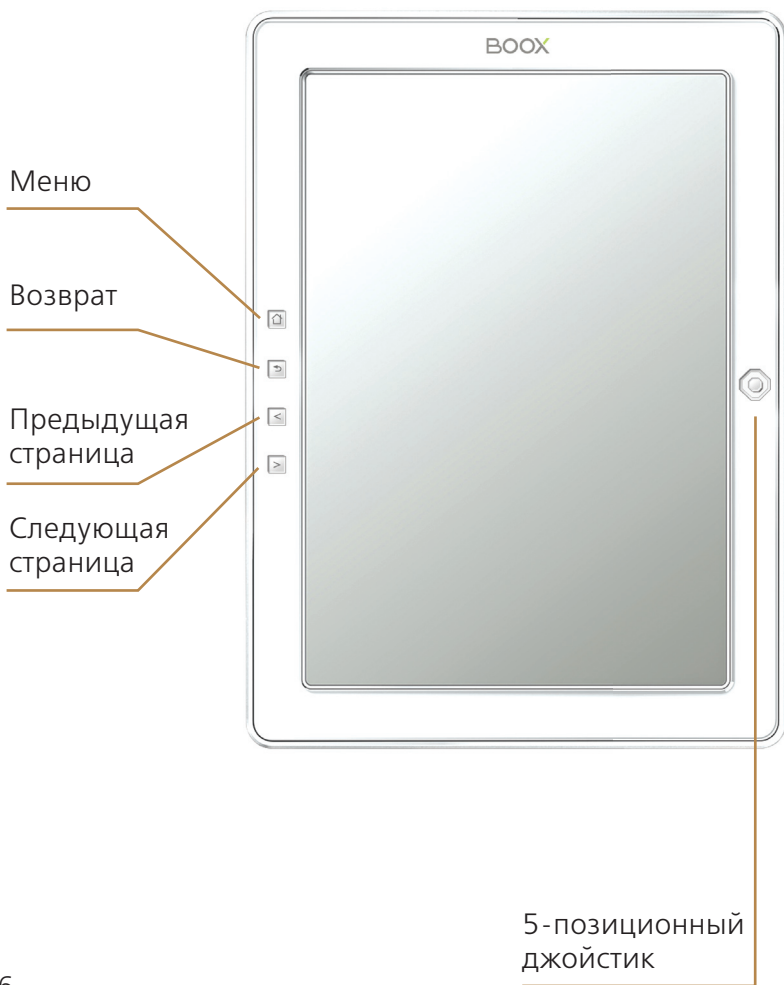 BOOX
Меню
Возврат
Предыдущая
страница
Следующая
страница
5-позиционный
джойстик
6